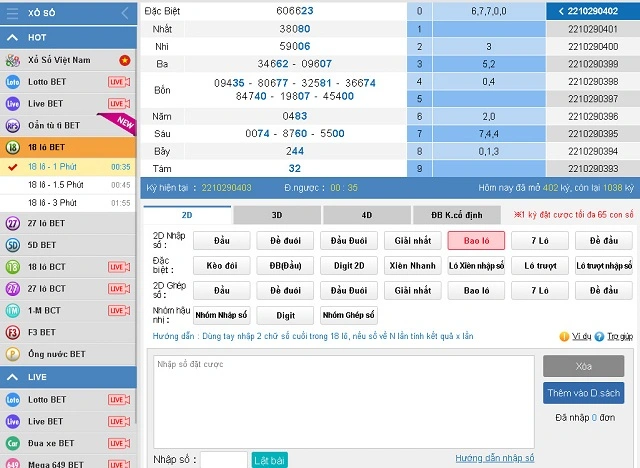 XỔ SỐ
HOT
Xổ Số Việt Nam
Lotto BET LIVE
Live BET LIVE
Oẳn tù tì BET NEW
18 lô BET
18 lô - 1 Phút 00:35
18 lô - 1.5 Phút 00:45
18 lô - 3 Phút 01:55
27 lô BET
5D BET
18 lô BCT LIVE
27 lô BCT LIVE
1-M BCT LIVE
F3 BET
Ống nước BET
LIVE
Lotto BET LIVE
Live BET LIVE
Đua xe BET LIVE
Mega 649 BET LIVE
Đặc Biệt 606623
Nhất 38080
Nhì 59006
Ba 34662 - 09607
Bốn 09435 - 80677 - 32581 - 36674
84740 - 19807 - 45400
Năm 0483
Sáu 0074 - 8760 - 5500
Bảy 244
Tám 32
0 6,7,7,0,0
1
2 3
3 5,2
4 0,4
5
6 2,0
7 7,4,4
8 0,1,3
9
< 2210290402
2210290401
2210290400
2210290399
2210290398
2210290397
2210290396
2210290395
2210290394
2210290393
Kỳ hiện tại : 2210290403 Đ.ngược : 00 : 35 Hôm nay đã mở 402 kỳ, còn lại 1038 kỳ
2D 3D 4D ĐB K.cố định ※1 kỳ đặt cược tối đa 65 con số
2D Nhập số : Đầu Đề đuôi Đầu Đuôi Giải nhất Bao lô 7 Lô Đề đầu
Đặc biệt : Kèo đôi ĐB(Đầu) Digit 2D Xiên Nhanh Lô Xiên nhập số Lô trượt Lô trượt nhập số
2D Ghép số : Đầu Đề đuôi Đầu Đuôi Giải nhất Bao lô 7 Lô Đề đầu
Nhóm hậu nhị : Nhóm Nhập số Digit Nhóm Ghép số
Hướng dẫn : Dùng tay nhập 2 chữ số cuối trong 18 lô, nếu số về N lần tính kết quả x lần
Ví dụ Trợ giúp
Nhập số đặt cược
Xóa
Thêm vào D.sách
Đã nhập 0 đơn
Nhập số : Lật bài Hướng dẫn nhập số